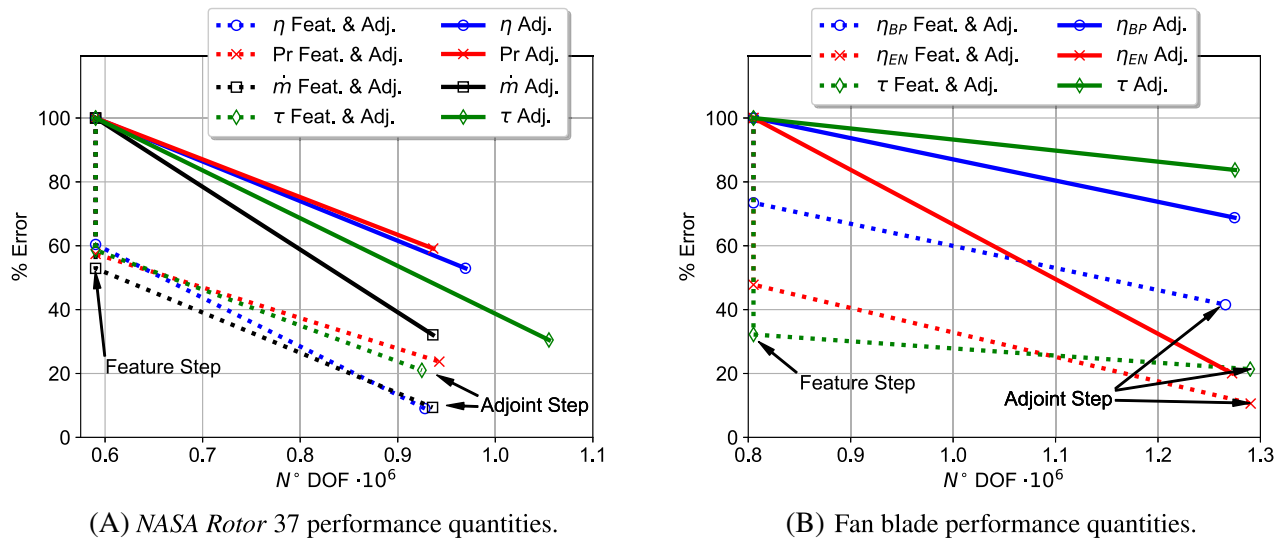 η Feat. & Adj. η Adj.
Pr Feat. & Adj. Pr Adj.
ṁ Feat. & Adj. ṁ Adj.
τ Feat. & Adj. τ Adj.
100
80
60
40
20
0
% Error
Feature Step
Adjoint Step
0.6 0.7 0.8 0.9 1.0 1.1
N° DOF ·10⁶
(A) NASA Rotor 37 performance quantities.
η_BP Feat. & Adj. η_BP Adj.
η_EN Feat. & Adj. η_EN Adj.
τ Feat. & Adj. τ Adj.
100
80
60
40
20
0
% Error
Feature Step
Adjoint Step
0.8 0.9 1.0 1.1 1.2 1.3
N° DOF ·10⁶
(B) Fan blade performance quantities.